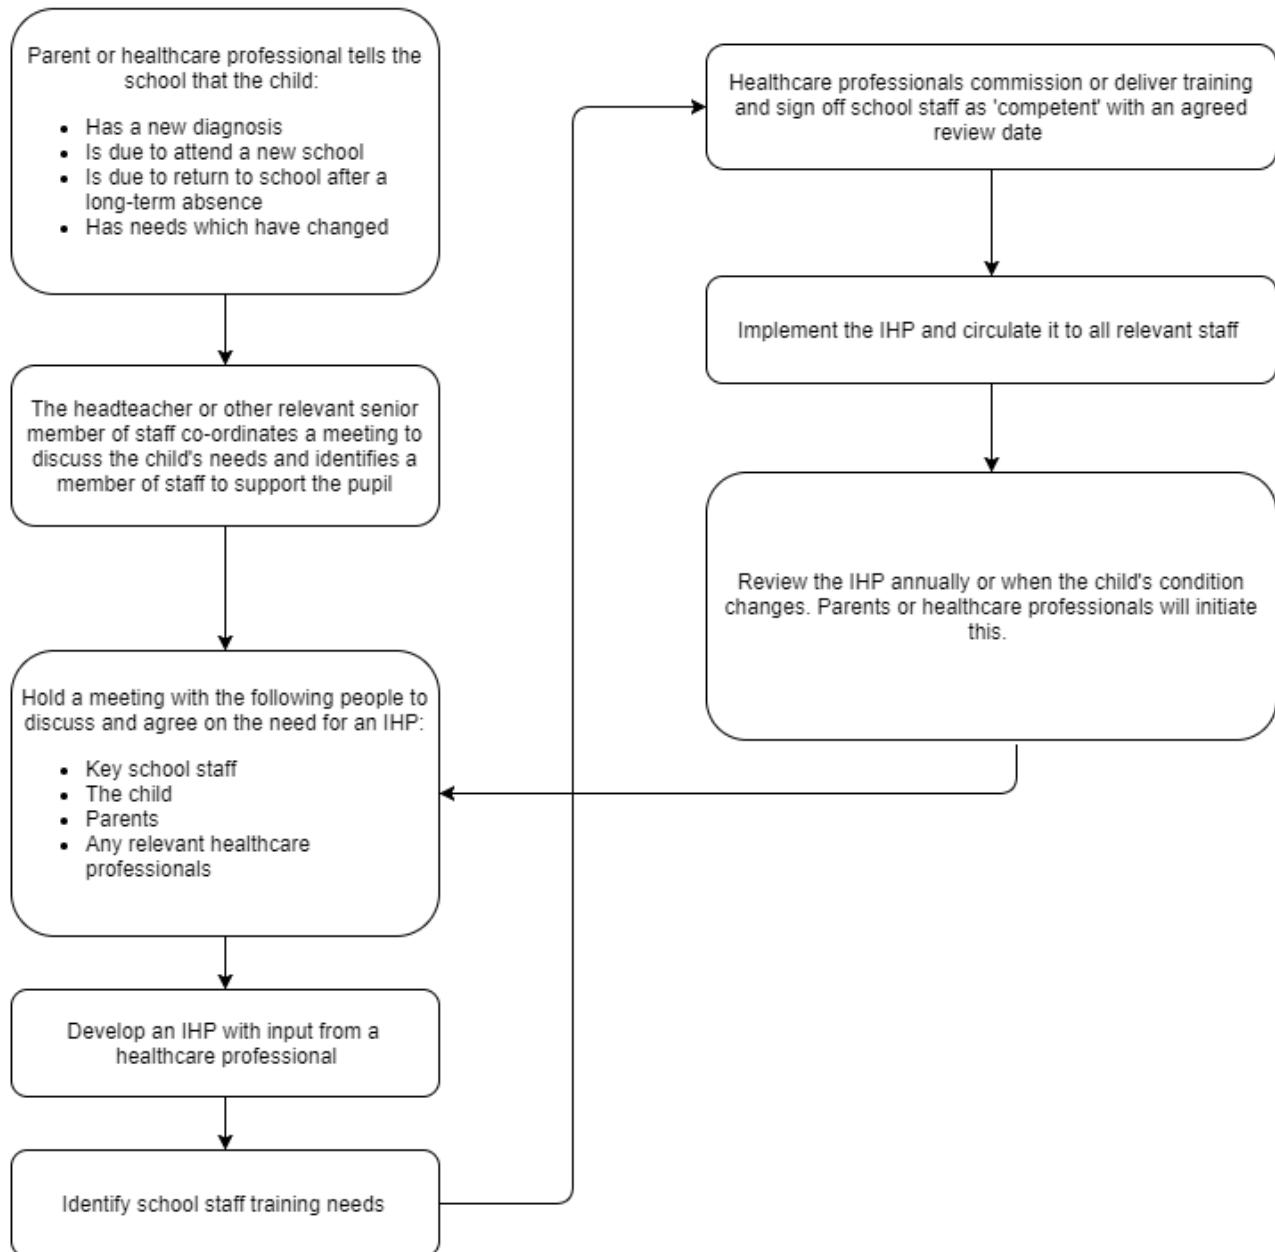 Parent or healthcare professional tells the
school that the child:
• Has a new diagnosis
• Is due to attend a new school
• Is due to return to school after a
long-term absence
• Has needs which have changed
The headteacher or other relevant senior
member of staff co-ordinates a meeting to
discuss the child's needs and identifies a
member of staff to support the pupil
Hold a meeting with the following people to
discuss and agree on the need for an IHP:
• Key school staff
• The child
• Parents
• Any relevant healthcare
professionals
Develop an IHP with input from a
healthcare professional
Identify school staff training needs
Healthcare professionals commission or deliver training
and sign off school staff as 'competent' with an agreed
review date
Implement the IHP and circulate it to all relevant staff
Review the IHP annually or when the child's condition
changes. Parents or healthcare professionals will initiate
this.